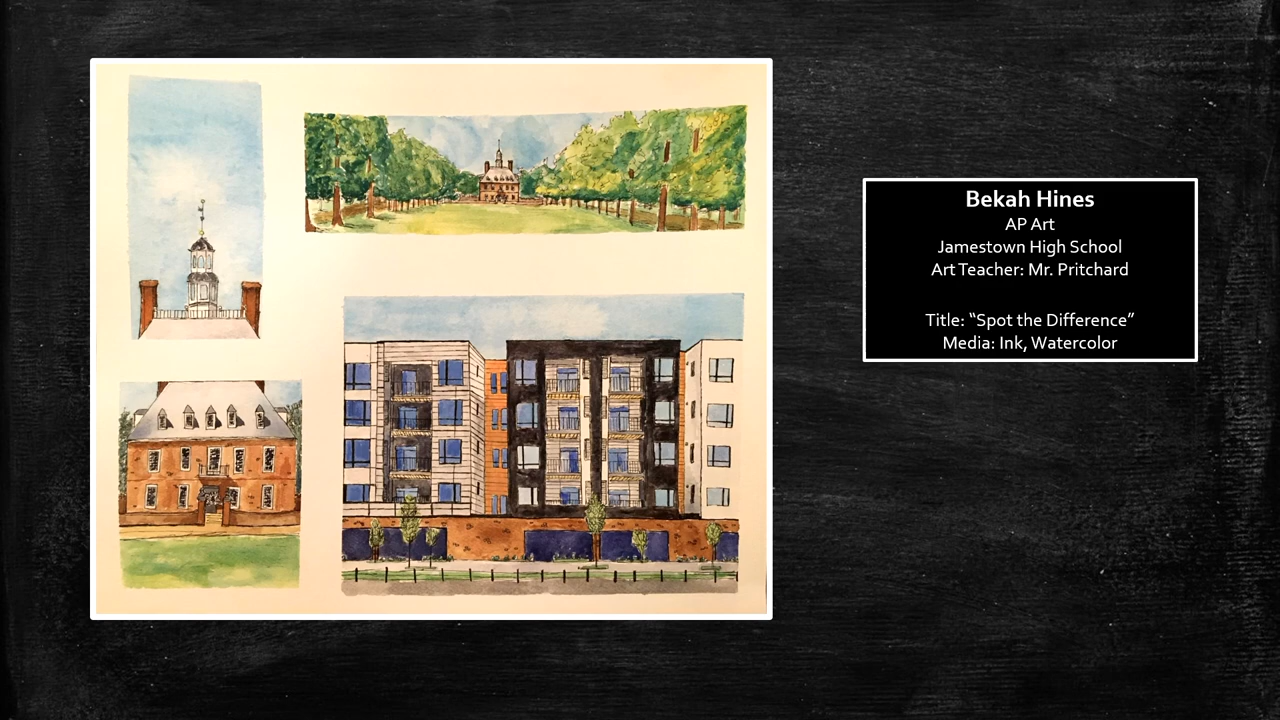 Bekah Hines
AP Art
Jamestown High School
Art Teacher: Mr. Pritchard
Title: “Spot the Difference”
Media: Ink, Watercolor